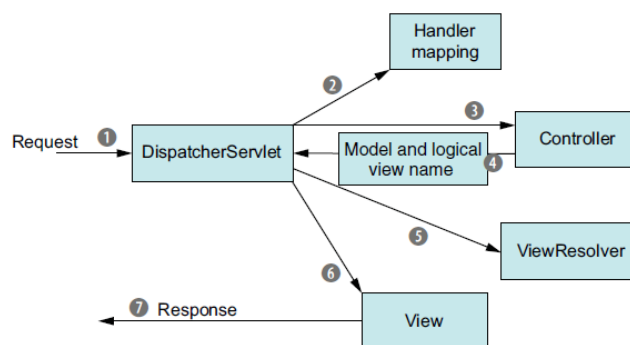 Handler
mapping
2
3
Request
1
DispatcherServlet
Model and logical
view name
4
Controller
5
ViewResolver
6
7 Response
View